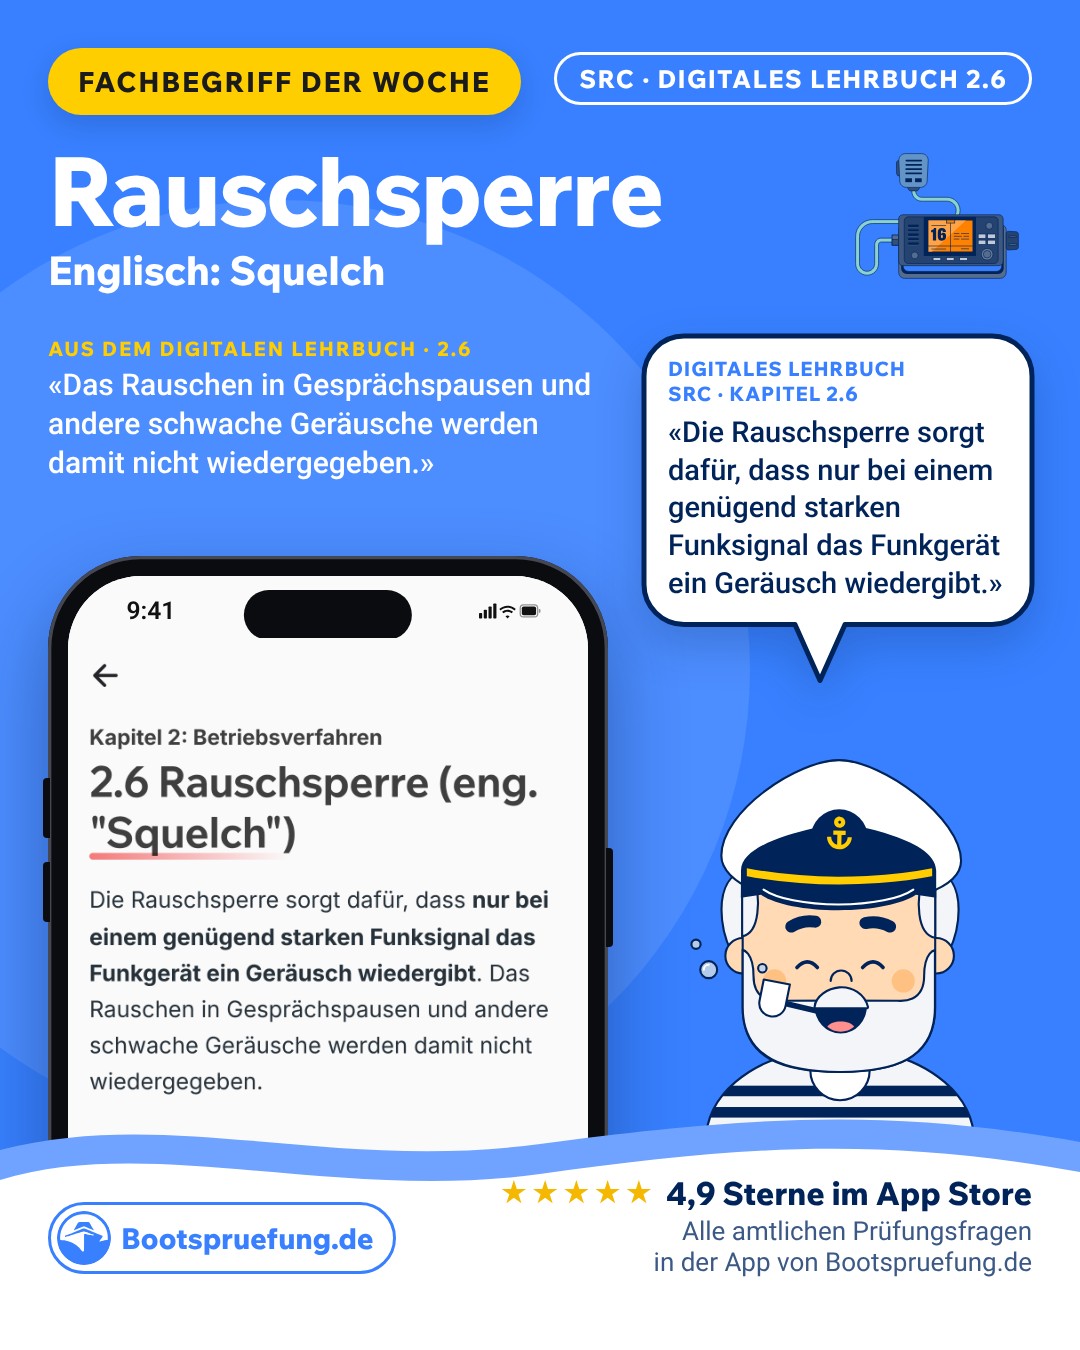 FACHBEGRIFF DER WOCHE
SRC · DIGITALES LEHRBUCH 2.6
Rauschsperre
Englisch: Squelch
16
AUS DEM DIGITALEN LEHRBUCH · 2.6
«Das Rauschen in Gesprächspausen und
andere schwache Geräusche werden
damit nicht wiedergegeben.»
DIGITALES LEHRBUCH
SRC · KAPITEL 2.6
«Die Rauschsperre sorgt
dafür, dass nur bei einem
genügend starken
Funksignal das Funkgerät
ein Geräusch wiedergibt.»
9:41
Kapitel 2: Betriebsverfahren
2.6 Rauschsperre (eng.
"Squelch")
Die Rauschsperre sorgt dafür, dass nur bei
einem genügend starken Funksignal das
Funkgerät ein Geräusch wiedergibt. Das
Rauschen in Gesprächspausen und andere
schwache Geräusche werden damit nicht
wiedergegeben.
Bootspruefung.de
★★★★★ 4,9 Sterne im App Store
Alle amtlichen Prüfungsfragen
in der App von Bootspruefung.de